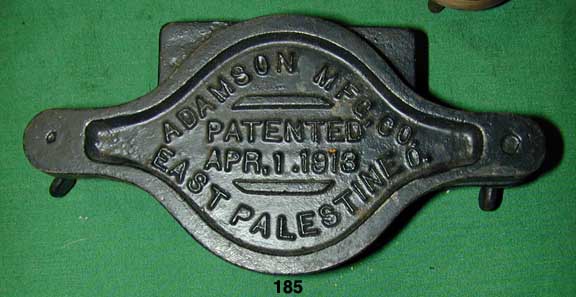 ADAMSON MFG. CO.
PATENTED
APR. 1. 1913
EAST PALESTINE O.
185